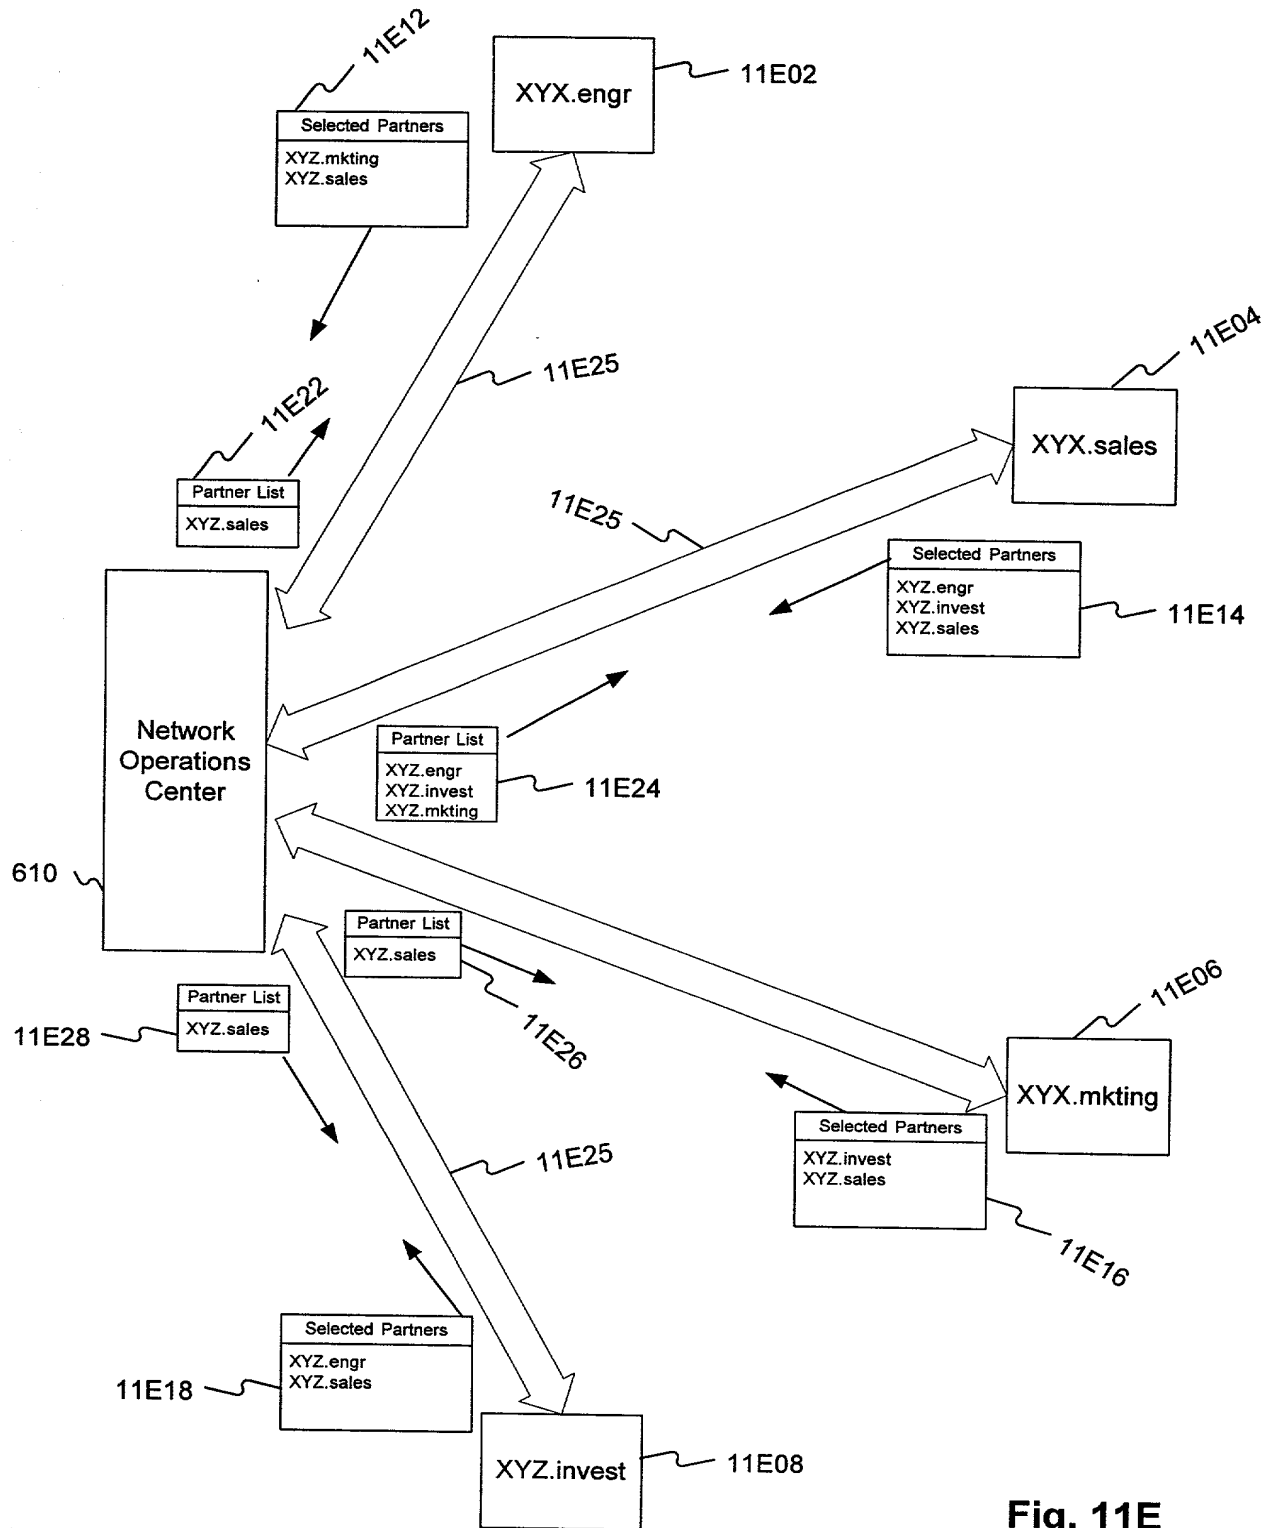 11E12
XYX.engr
11E02
Selected Partners
XYZ.mkting
XYZ.sales
11E25
11E04
11E22
XYX.sales
Partner List
XYZ.sales
11E25
Selected Partners
XYZ.engr
XYZ.invest
XYZ.sales
11E14
Network
Operations
Center
Partner List
XYZ.engr
XYZ.invest
XYZ.mkting
11E24
610
Partner List
XYZ.sales
11E26
11E06
Partner List
XYZ.sales
11E28
XYX.mkting
Selected Partners
XYZ.invest
XYZ.sales
11E16
11E25
Selected Partners
XYZ.engr
XYZ.sales
11E18
XYZ.invest
11E08
Fig. 11E